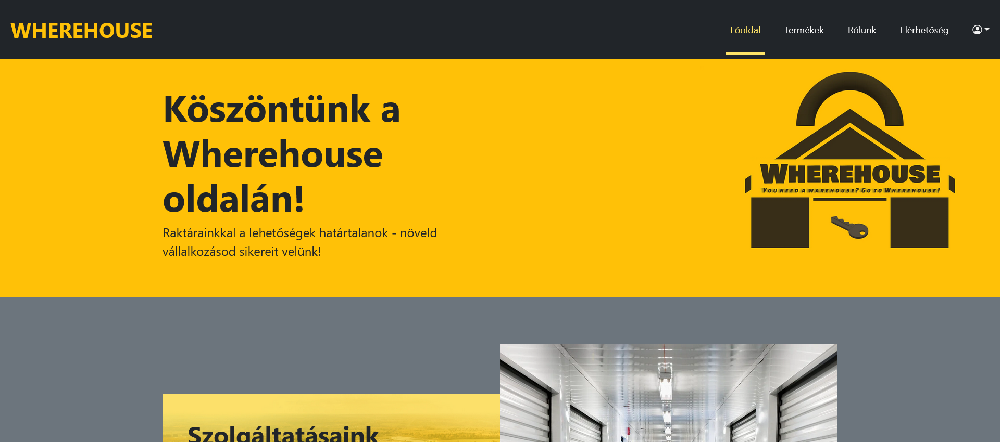 WHEREHOUSE
Főoldal
Termékek
Rólunk
Elérhetőség
Köszöntünk a
Wherehouse
oldalán!
Raktárainkkal a lehetőségek határtalanok - növeld
vállalkozásod sikereit velünk!
WHEREHOUSE
YOU NEED A WAREHOUSE? GO TO WHEREHOUSE!
Szolgáltatásaink